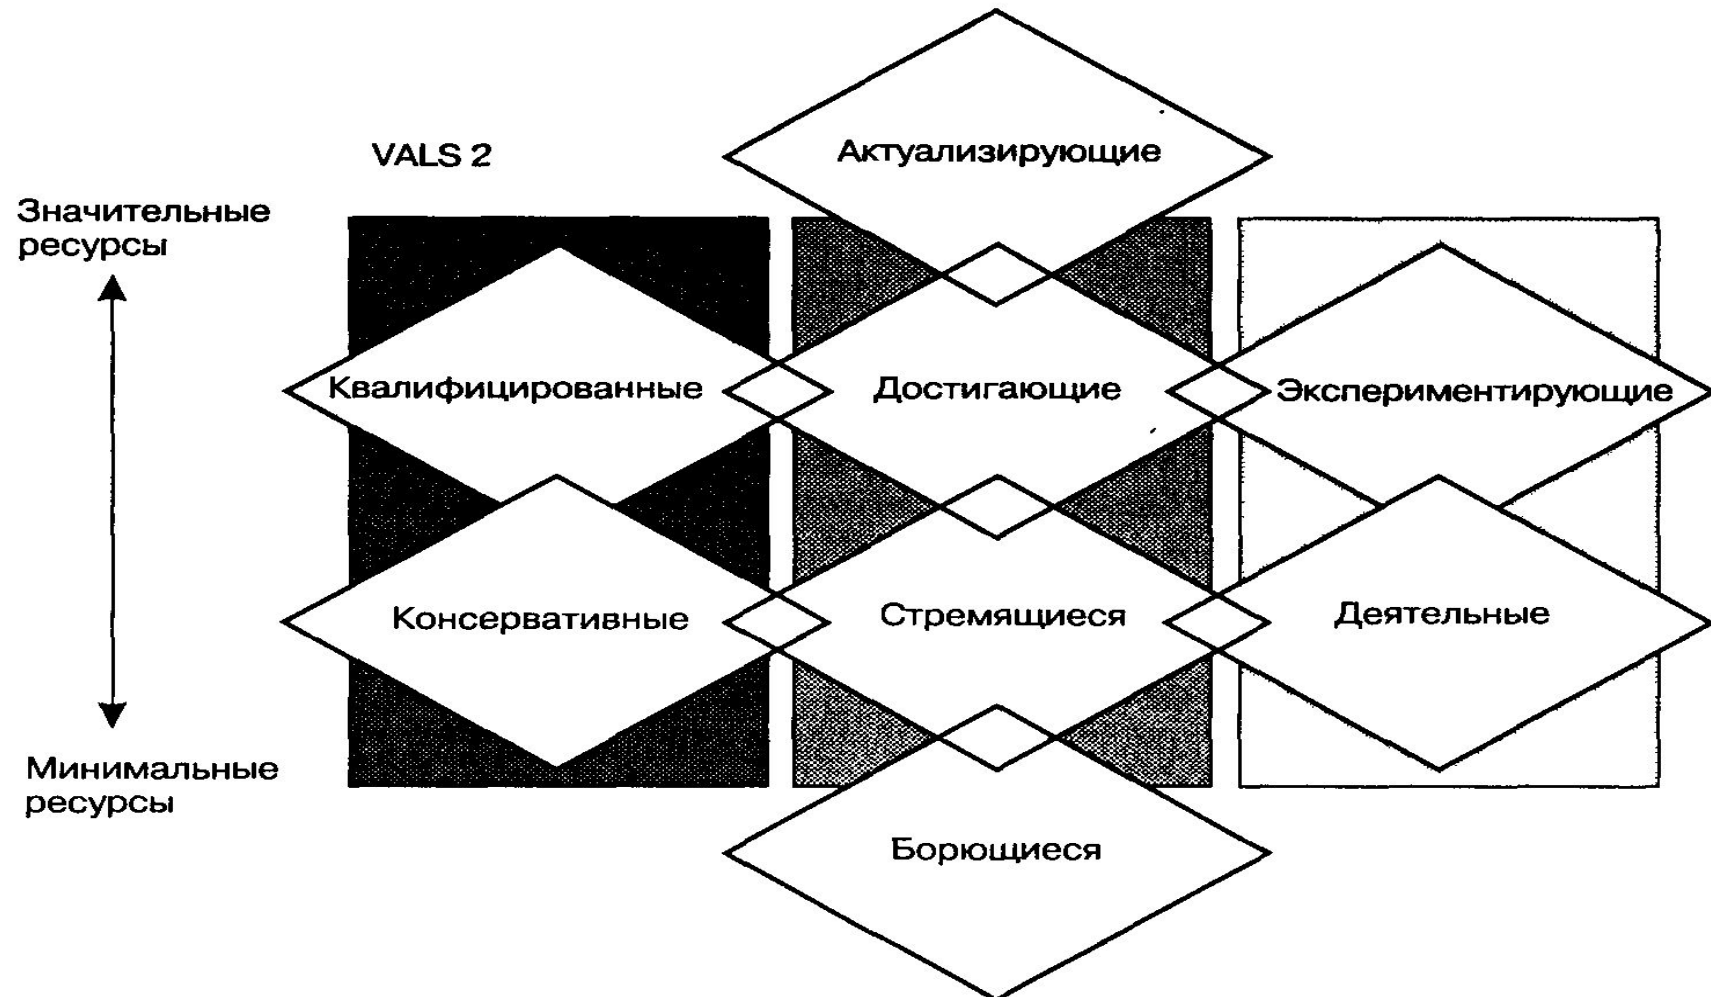 VALS 2
Актуализирующие
Значительные
ресурсы
Квалифицированные
Достигающие
Экспериментирующие
Консервативные
Стремящиеся
Деятельные
Минимальные
ресурсы
Борющиеся